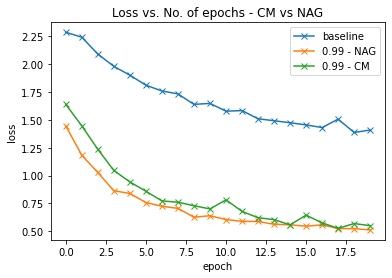 Loss vs. No. of epochs - CM vs NAG
baseline
0.99 - NAG
0.99 - CM
2.25
2.00
1.75
1.50
1.25
1.00
0.75
0.50
loss
0.0
2.5
5.0
7.5
10.0
12.5
15.0
17.5
epoch